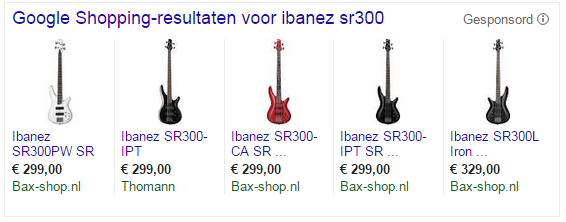 Google Shopping-resultaten voor ibanez sr300
Gesponsord
Ibanez
SR300PW SR
€ 299,00
Bax-shop.nl
Ibanez SR300-
IPT
€ 299,00
Thomann
Ibanez SR300-
CA SR ...
€ 299,00
Bax-shop.nl
Ibanez SR300-
IPT SR ...
€ 299,00
Bax-shop.nl
Ibanez SR300L
Iron ...
€ 329,00
Bax-shop.nl